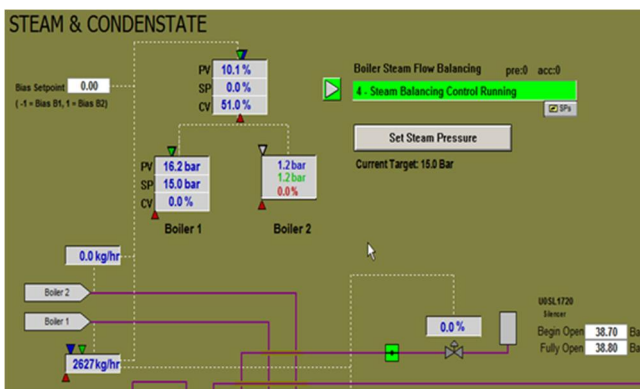 STEAM & CONDENSTATE
PV 10.1 %
SP 0.0 %
CV 51.0 %
Bias Setpoint 0.00
( -1 = Bias B1, 1 = Bias B2)
Boiler Steam Flow Balancing pre:0 acc:0
4 - Steam Balancing Control Running
SPs
Set Steam Pressure
Current Target: 15.0 Bar
PV 16.2 bar
SP 15.0 bar
CV 0.0 %
Boiler 1
1.2 bar
1.2 bar
0.0%
Boiler 2
0.0 kg/hr
Boiler 2
Boiler 1
2627 kg/hr
0.0 %
U0SL1720
Silencer
Begin Open 38.70 Ba
Fully Open 38.80 Ba